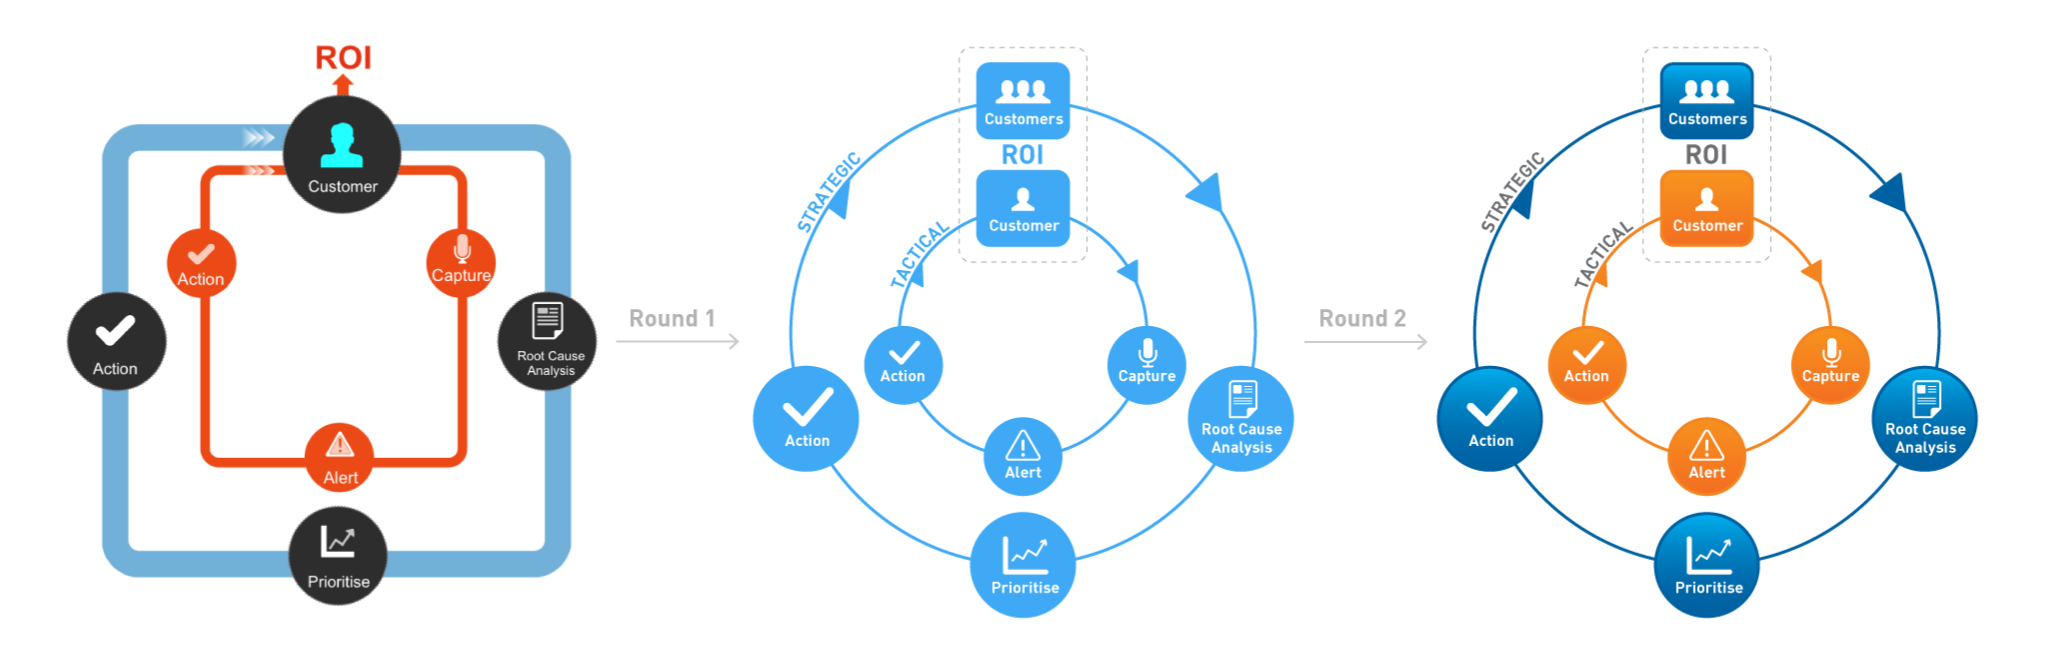 ROI
Customer
Action
Capture
Action
Root Cause
Analysis
Alert
Prioritise
Round 1
Customers
ROI
STRATEGIC
Customer
TACTICAL
Action
Capture
Action
Root Cause
Analysis
Alert
Prioritise
Round 2
Customers
ROI
STRATEGIC
Customer
TACTICAL
Action
Capture
Action
Root Cause
Analysis
Alert
Prioritise